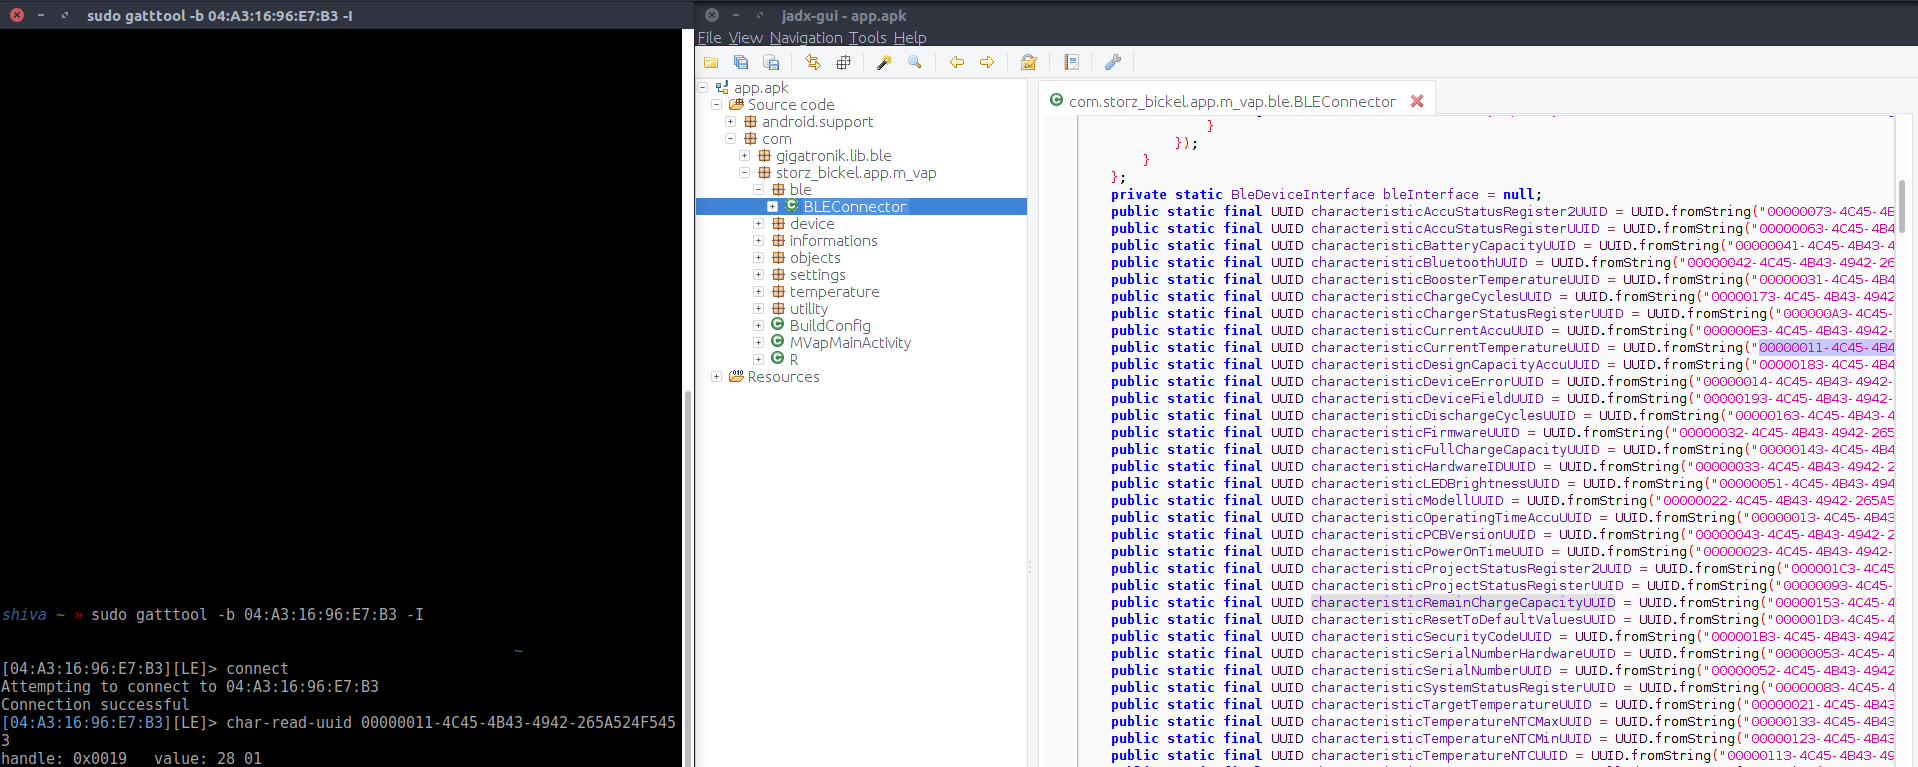 sudo gatttool -b 04:A3:16:96:E7:B3 -I
shiva ~ » sudo gatttool -b 04:A3:16:96:E7:B3 -I
~
[04:A3:16:96:E7:B3][LE]> connect
Attempting to connect to 04:A3:16:96:E7:B3
Connection successful
[04:A3:16:96:E7:B3][LE]> char-read-uuid 00000011-4C45-4B43-4942-265A524F545
3
handle: 0x0019   value: 28 01
jadx-gui - app.apk
File View Navigation Tools Help
app.apk
Source code
android.support
com
gigatronik.lib.ble
storz_bickel.app.m_vap
ble
BLEConnector
device
informations
objects
settings
temperature
utility
BuildConfig
MVapMainActivity
R
Resources
com.storz_bickel.app.m_vap.ble.BLEConnector
}
});
}
};
private static BleDeviceInterface bleInterface = null;
public static final UUID characteristicAccuStatusRegister2UUID = UUID.fromString("00000073-4C45-4B
public static final UUID characteristicAccuStatusRegisterUUID = UUID.fromString("00000063-4C45-4B4
public static final UUID characteristicBatteryCapacityUUID = UUID.fromString("00000041-4C45-4B43-4
public static final UUID characteristicBluetoothUUID = UUID.fromString("00000042-4C45-4B43-4942-26
public static final UUID characteristicBoosterTemperatureUUID = UUID.fromString("00000031-4C45-4B4
public static final UUID characteristicChargeCyclesUUID = UUID.fromString("00000173-4C45-4B43-4942
public static final UUID characteristicChargerStatusRegisterUUID = UUID.fromString("000000A3-4C45-
public static final UUID characteristicCurrentAccuUUID = UUID.fromString("000000E3-4C45-4B43-4942-
public static final UUID characteristicCurrentTemperatureUUID = UUID.fromString("00000011-4C45-4B4
public static final UUID characteristicDesignCapacityAccuUUID = UUID.fromString("00000183-4C45-4B4
public static final UUID characteristicDeviceErrorUUID = UUID.fromString("00000014-4C45-4B43-4942-
public static final UUID characteristicDeviceFieldUUID = UUID.fromString("00000193-4C45-4B43-4942-
public static final UUID characteristicDischargeCyclesUUID = UUID.fromString("00000163-4C45-4B43-4
public static final UUID characteristicFirmwareUUID = UUID.fromString("00000032-4C45-4B43-4942-265
public static final UUID characteristicFullChargeCapacityUUID = UUID.fromString("00000143-4C45-4B4
public static final UUID characteristicHardwareIDUUID = UUID.fromString("00000033-4C45-4B43-4942-2
public static final UUID characteristicLEDBrightnessUUID = UUID.fromString("00000051-4C45-4B43-494
public static final UUID characteristicModellUUID = UUID.fromString("00000022-4C45-4B43-4942-265A5
public static final UUID characteristicOperatingTimeAccuUUID = UUID.fromString("00000013-4C45-4B43
public static final UUID characteristicPCBVersionUUID = UUID.fromString("00000043-4C45-4B43-4942-2
public static final UUID characteristicPowerOnTimeUUID = UUID.fromString("00000023-4C45-4B43-4942-
public static final UUID characteristicProjectStatusRegister2UUID = UUID.fromString("000001C3-4C45
public static final UUID characteristicProjectStatusRegisterUUID = UUID.fromString("00000093-4C45-
public static final UUID characteristicRemainChargeCapacityUUID = UUID.fromString("00000153-4C45-4
public static final UUID characteristicResetToDefaultValuesUUID = UUID.fromString("000001D3-4C45-4
public static final UUID characteristicSecurityCodeUUID = UUID.fromString("000001B3-4C45-4B43-4942
public static final UUID characteristicSerialNumberHardwareUUID = UUID.fromString("00000053-4C45-4
public static final UUID characteristicSerialNumberUUID = UUID.fromString("00000052-4C45-4B43-4942
public static final UUID characteristicSystemStatusRegisterUUID = UUID.fromString("00000083-4C45-4
public static final UUID characteristicTargetTemperatureUUID = UUID.fromString("00000021-4C45-4B43
public static final UUID characteristicTemperatureNTCMaxUUID = UUID.fromString("00000133-4C45-4B43
public static final UUID characteristicTemperatureNTCMinUUID = UUID.fromString("00000123-4C45-4B43
public static final UUID characteristicTemperatureNTCUUID = UUID.fromString("00000113-4C45-4B43-49